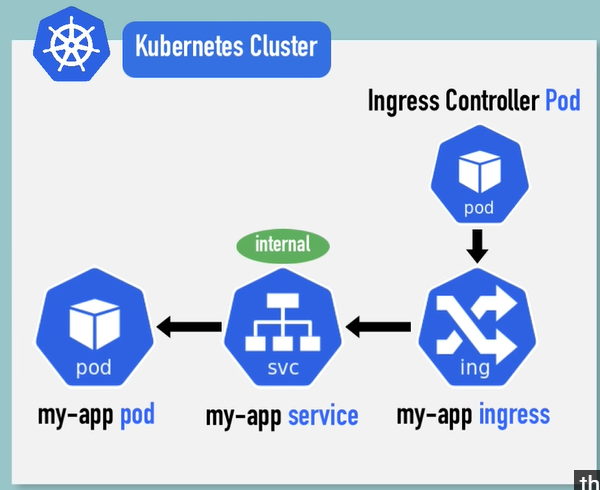 Kubernetes Cluster
Ingress Controller Pod
pod
internal
pod
svc
ing
my-app pod
my-app service
my-app ingress
th